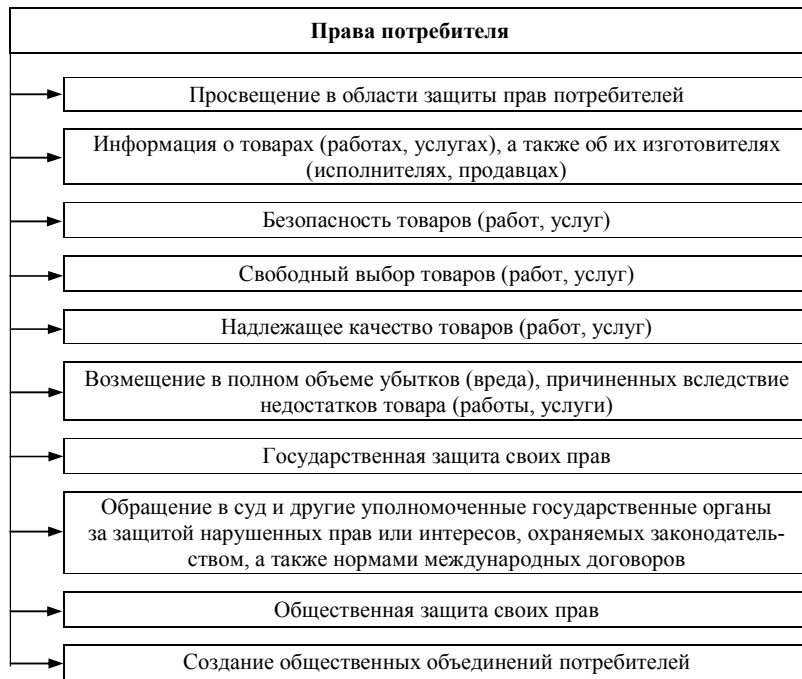 Права потребителя
Просвещение в области защиты прав потребителей
Информация о товарах (работах, услугах), а также об их изготовителях
(исполнителях, продавцах)
Безопасность товаров (работ, услуг)
Свободный выбор товаров (работ, услуг)
Надлежащее качество товаров (работ, услуг)
Возмещение в полном объеме убытков (вреда), причиненных вследствие
недостатков товара (работы, услуги)
Государственная защита своих прав
Обращение в суд и другие уполномоченные государственные органы
за защитой нарушенных прав или интересов, охраняемых законодатель-
ством, а также нормами международных договоров
Общественная защита своих прав
Создание общественных объединений потребителей